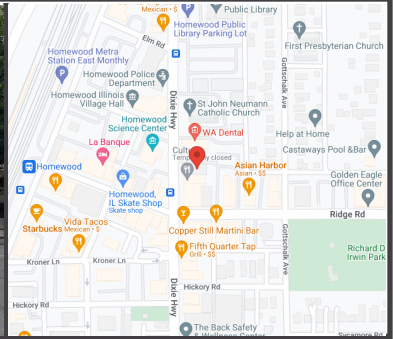 Mexican · $
Public Library
Homewood Public
Library Parking Lot
Elm Rd
First Presbyterian Church
Homewood Metra
Station East Monthly
Homewood Police
Department
Gottschalk Ave
Dixie Hwy
Homewood Illinois
Village Hall
St John Neumann
Catholic Church
Homewood
Science Center
WA Dental
Help at Home
La Banque
Cult
Temp y closed
Castaways Pool &Bar
Homewood
Asian Harbor
Asian · $$
Golden Eagle
Office Center
Homewood,
IL Skate Shop
Skate shop
Starbucks
Vida Tacos
Mexican · $
Ridge Rd
Copper Still Martini Bar
Fifth Quarter Tap
Grill · $$
Gottschalk Ave
Richard D
Irwin Park
Kroner Ln
Kroner Ln
Dixie Hwy
Hickory Rd
Hickory Rd
The Back Safety
& Wellness Center
Sycamore Rd